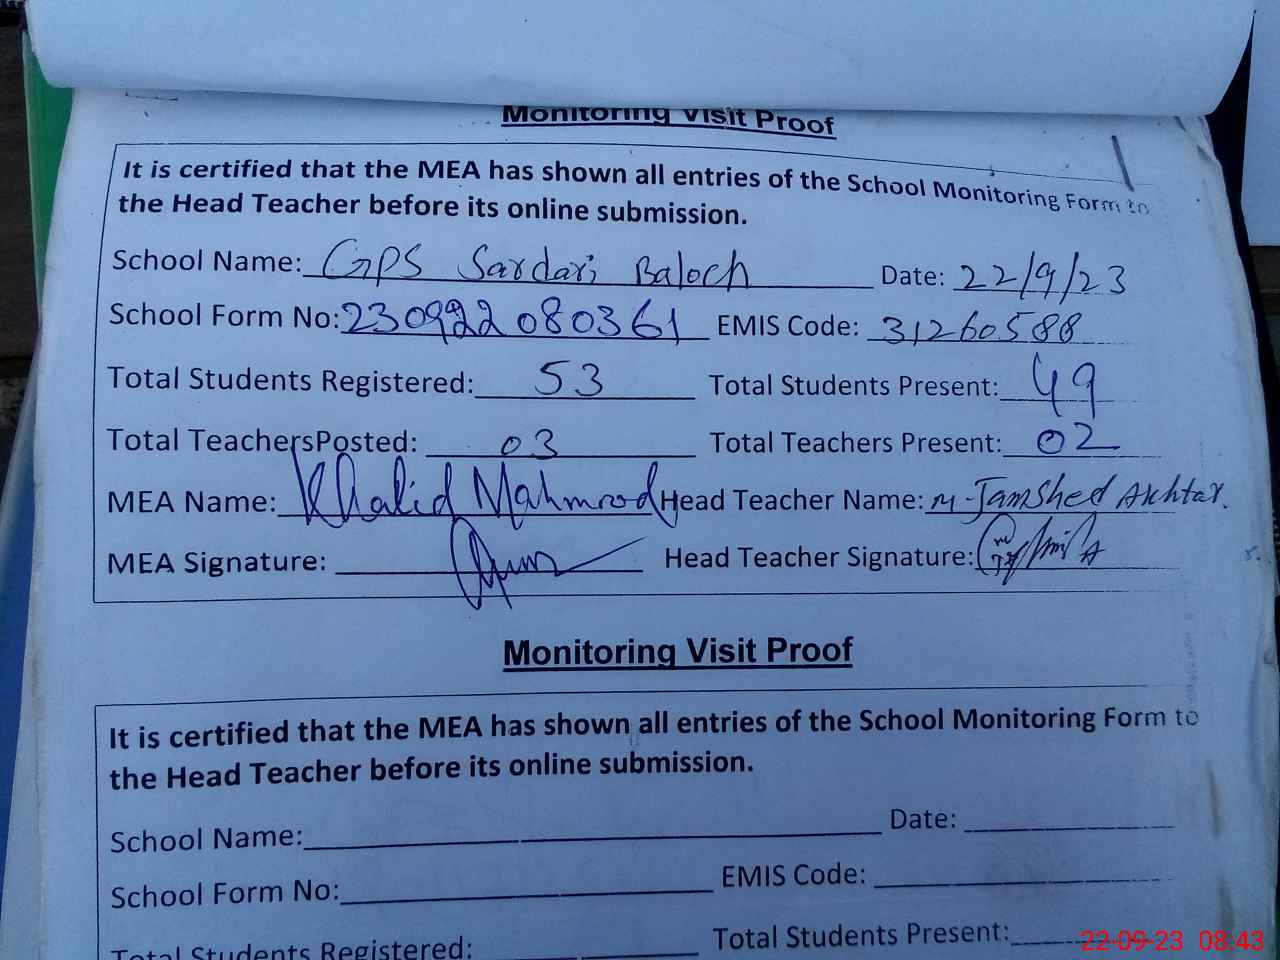 Monitoring Visit Proof
It is certified that the MEA has shown all entries of the School Monitoring Form to
the Head Teacher before its online submission.
School Name: GPS Sardari Baloch Date: 22/9/23
School Form No: 230922080361 EMIS Code: 31260588
Total Students Registered: 53 Total Students Present: 49
Total TeachersPosted: 03 Total Teachers Present: 02
MEA Name: Khalid Mahmood Head Teacher Name: M-Jamshed Akhtar.
MEA Signature: Head Teacher Signature:
Monitoring Visit Proof
It is certified that the MEA has shown all entries of the School Monitoring Form to
the Head Teacher before its online submission.
School Name: Date:
School Form No: EMIS Code:
Total Students Registered: Total Students Present:
22-09-23 08:43